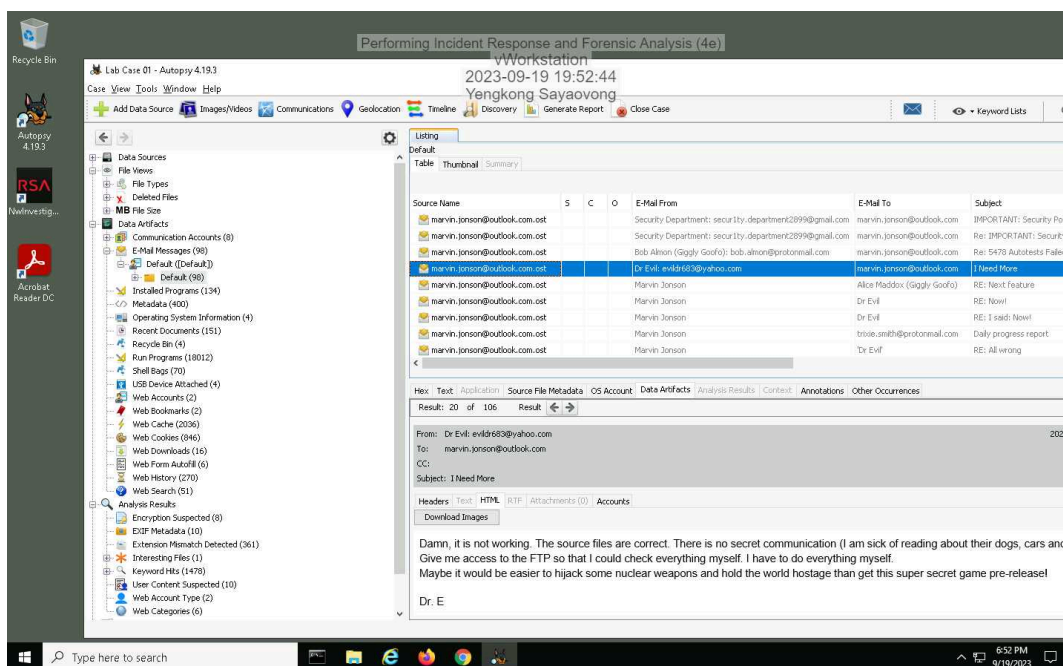 Recycle Bin
Autopsy
4.19.3
RSA
NwInvestig...
Acrobat
Reader DC
Performing Incident Response and Forensic Analysis (4e)
vWorkstation
2023-09-19 19:52:44
Yengkong Sayaovong
Lab Case 01 - Autopsy 4.19.3
Case View Tools Window Help
Add Data Source Images/Videos Communications Geolocation Timeline Discovery Generate Report Close Case Keyword Lists
Data Sources
File Views
File Types
Deleted Files
MB File Size
Data Artifacts
Communication Accounts (8)
E-Mail Messages (98)
Default ([Default])
Default (98)
Installed Programs (134)
Metadata (400)
Operating System Information (4)
Recent Documents (151)
Recycle Bin (4)
Run Programs (18012)
Shell Bags (70)
USB Device Attached (4)
Web Accounts (2)
Web Bookmarks (2)
Web Cache (2036)
Web Cookies (846)
Web Downloads (16)
Web Form Autofill (6)
Web History (270)
Web Search (51)
Analysis Results
Encryption Suspected (8)
EXIF Metadata (10)
Extension Mismatch Detected (361)
Interesting Files (1)
Keyword Hits (1478)
User Content Suspected (10)
Web Account Type (2)
Web Categories (6)
Listing
Default
Table Thumbnail Summary
Source Name S C O E-Mail From E-Mail To Subject
marvin.jonson@outlook.com.ost Security Department: secur1ty.department2899@gmail.com marvin.jonson@outlook.com IMPORTANT: Security Po
marvin.jonson@outlook.com.ost Security Department: secur1ty.department2899@gmail.com marvin.jonson@outlook.com Re: IMPORTANT: Securit
marvin.jonson@outlook.com.ost Bob Almon (Giggly Goofo): bob.almon@protonmail.com marvin.jonson@outlook.com Re: 5478 Autotests Faile
marvin.jonson@outlook.com.ost Dr Evil: evildr683@yahoo.com marvin.jonson@outlook.com I Need More
marvin.jonson@outlook.com.ost Marvin Jonson Alice Maddox (Giggly Goofo) RE: Next feature
marvin.jonson@outlook.com.ost Marvin Jonson Dr Evil RE: Now!
marvin.jonson@outlook.com.ost Marvin Jonson Dr Evil RE: I said: Now!
marvin.jonson@outlook.com.ost Marvin Jonson trixie.smith@protonmail.com Daily progress report
marvin.jonson@outlook.com.ost Marvin Jonson 'Dr Evil' RE: All wrong
Hex Text Application Source File Metadata OS Account Data Artifacts Analysis Results Context Annotations Other Occurrences
Result: 20 of 106 Result
From: Dr Evil: evildr683@yahoo.com 202
To: marvin.jonson@outlook.com
CC:
Subject: I Need More
Headers Text HTML RTF Attachments (0) Accounts
Download Images
Damn, it is not working. The source files are correct. There is no secret communication (I am sick of reading about their dogs, cars and
Give me access to the FTP so that I could check everything myself. I have to do everything myself.
Maybe it would be easier to hijack some nuclear weapons and hold the world hostage than get this super secret game pre-release!
Dr. E
Type here to search
6:52 PM
9/19/2023